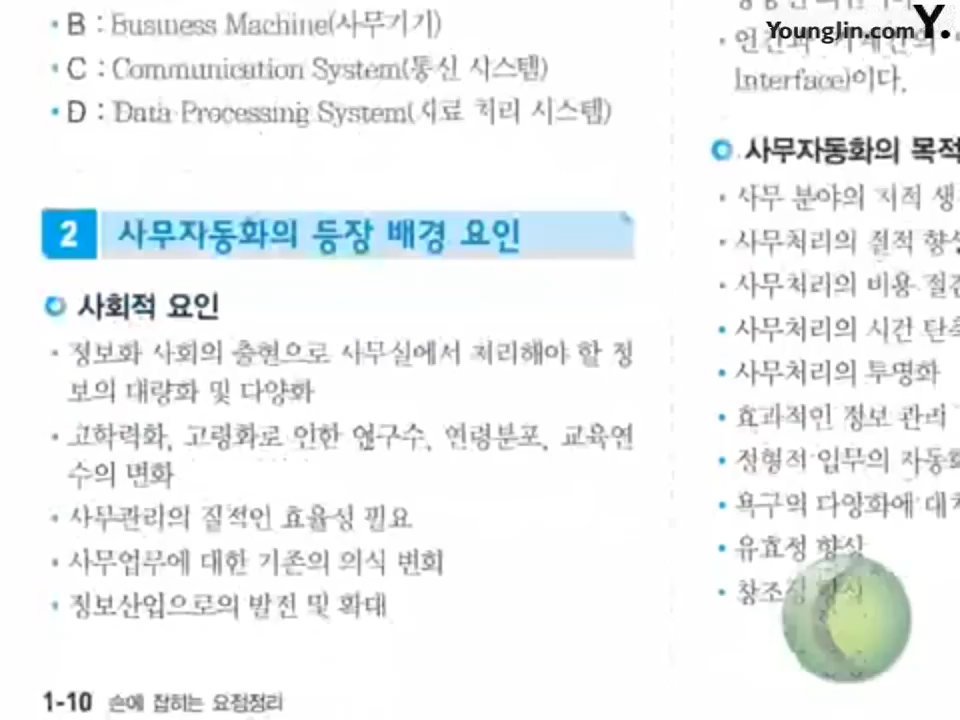 • B : Business Machine(사무기기)
• C : Communication System(통신 시스템)
• D : Data Processing System(자료 처리 시스템)
2 사무자동화의 등장 배경 요인
사회적 요인
• 정보화 사회의 출현으로 사무실에서 처리해야 할 정
보의 대량화 및 다양화
• 고학력화, 고령화로 인한 인구수, 연령분포, 교육연
수의 변화
• 사무관리의 질적인 효율성 필요
• 사무업무에 대한 기존의 의식 변화
• 정보산업으로의 발전 및 확대
1-10 손에 잡히는 요점정리
YoungJin.com Y.
Interface)이다.
사무자동화의 목적
• 사무 분야의 지적
• 사무처리의 질적
• 사무처리의 비용
• 사무처리의 시간
• 사무처리의 투명화
• 효과적인 정보 관리
• 정형적 업무의
• 욕구의 다양화에
• 유효성 향상
• 창조성 향상